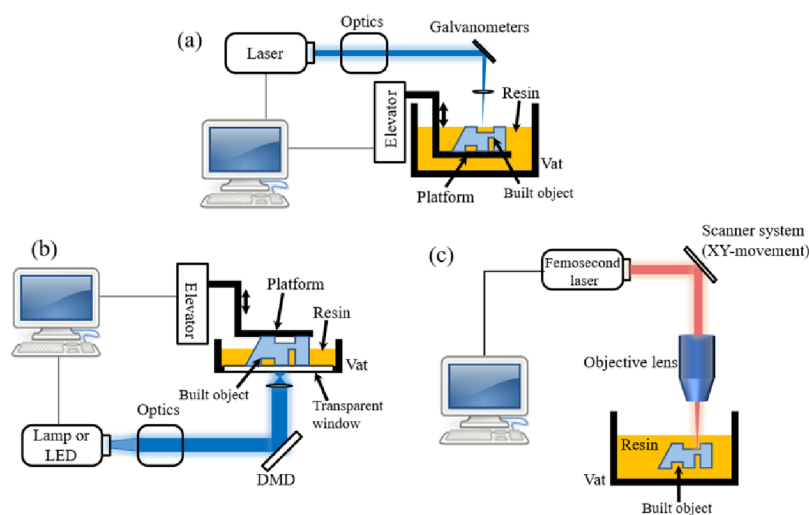 (a)
Optics
Galvanometers
Laser
Elevator
Resin
Vat
Platform
Built object
(b)
Elevator
Platform
Resin
Vat
Built object
Transparent
window
Optics
Lamp or
LED
DMD
(c)
Scanner system
(XY-movement)
Femosecond
laser
Objective lens
Resin
Vat
Built object